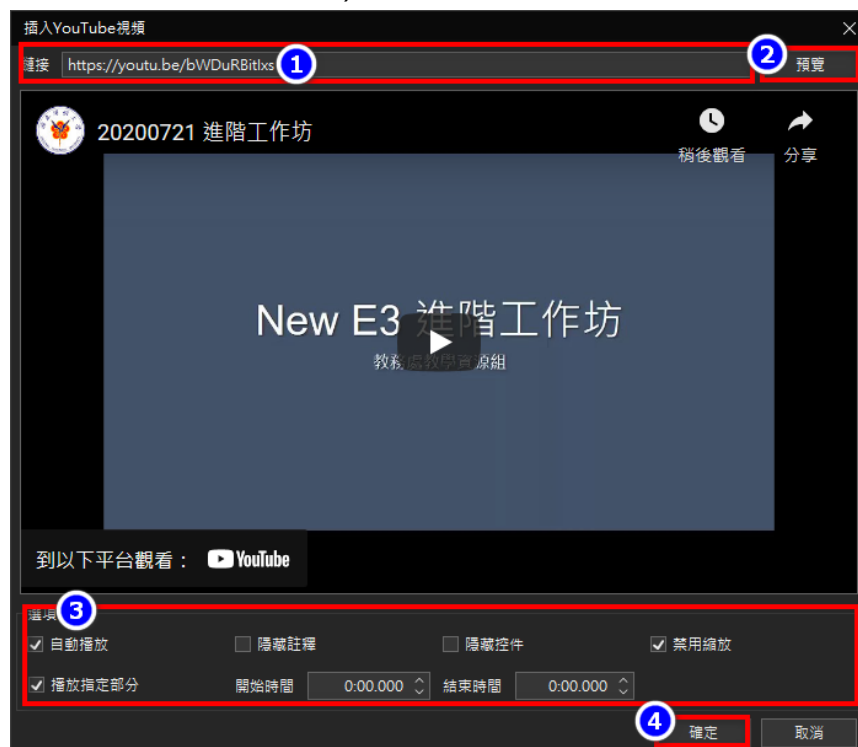 插入YouTube視頻
鏈接 https://youtu.be/bWDuRBitlxs 1 2 預覽
20200721 進階工作坊
稍後觀看 分享
New E3 進階工作坊
教務處教學資源組
到以下平台觀看： YouTube
選項 3
自動播放 隱藏註釋 隱藏控件 禁用縮放
播放指定部分 開始時間 0:00.000 結束時間 0:00.000
4 確定 取消